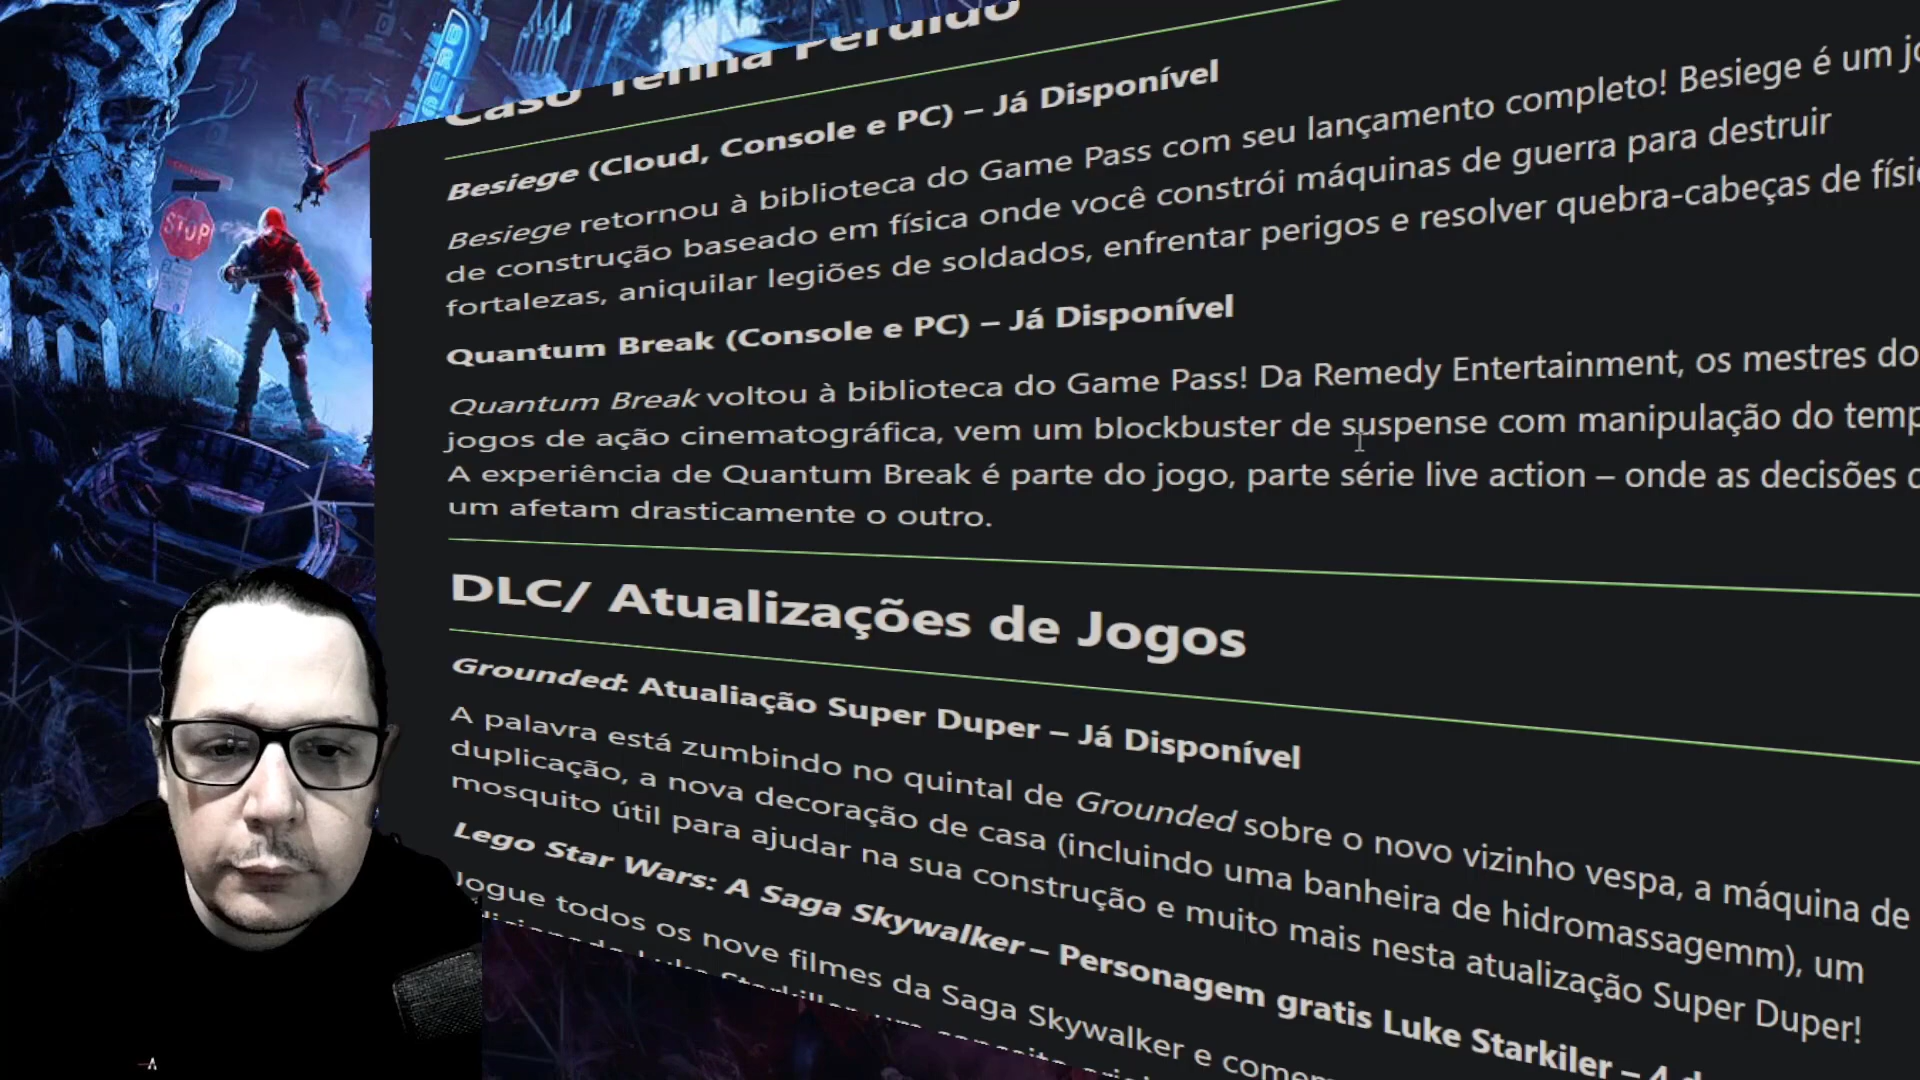 Caso Tenha Perdido
Besiege (Cloud, Console e PC) – Já Disponível
Besiege retornou à biblioteca do Game Pass com seu lançamento completo! Besiege é um
de construção baseado em física onde você constrói máquinas de guerra para destruir
fortalezas, aniquilar legiões de soldados, enfrentar perigos e resolver quebra-cabeças de
Quantum Break (Console e PC) – Já Disponível
Quantum Break voltou à biblioteca do Game Pass! Da Remedy Entertainment, os mestres do
jogos de ação cinematográfica, vem um blockbuster de suspense com manipulação do
A experiência de Quantum Break é parte do jogo, parte série live action – onde as decisões
um afetam drasticamente o outro.
DLC/ Atualizações de Jogos
Grounded: Atualiação Super Duper – Já Disponível
A palavra está zumbindo no quintal de Grounded sobre o novo vizinho vespa, a máquina de
duplicação, a nova decoração de casa (incluindo uma banheira de hidromassagemm), um
mosquito útil para ajudar na sua construção e muito mais nesta atualização Super Duper!
Lego Star Wars: A Saga Skywalker – Personagem gratis Luke Starkiler – 4
Jogue todos os nove filmes da Saga Skywalker e
STOP